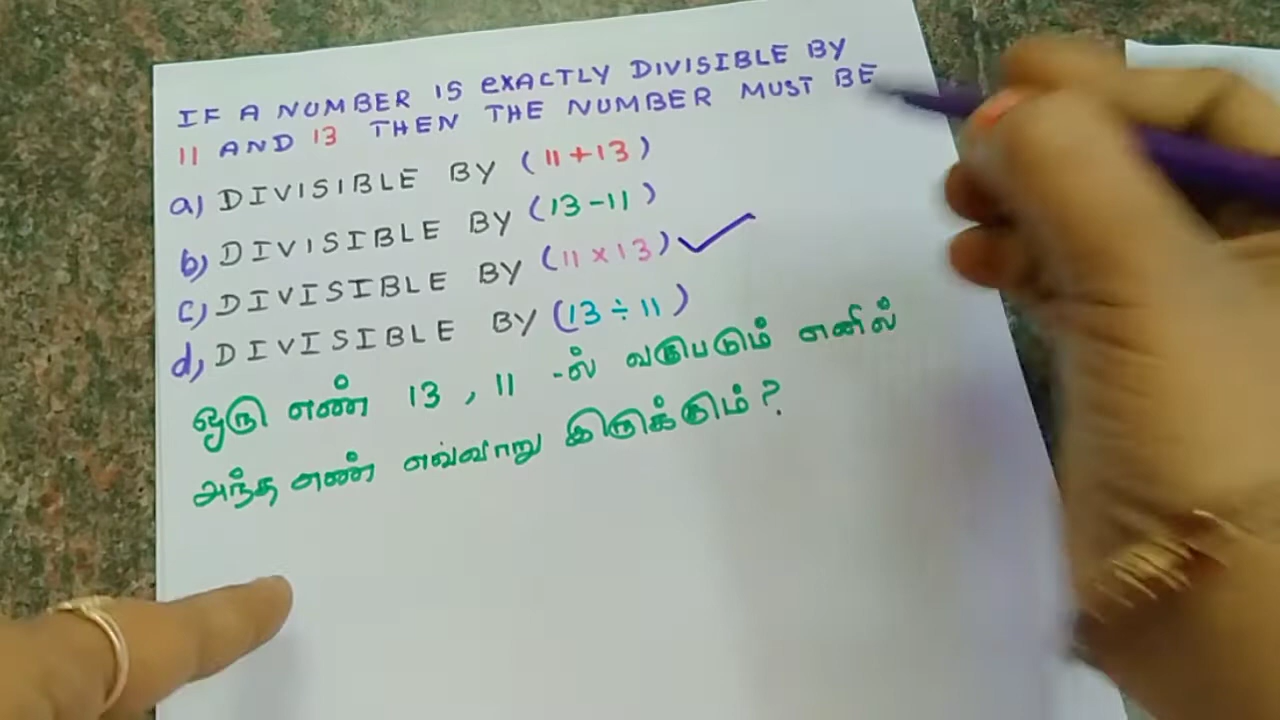 IF A NUMBER IS EXACTLY DIVISIBLE BY
11 AND 13 THEN THE NUMBER MUST BE
a) DIVISIBLE BY (11+13)
b) DIVISIBLE BY (13-11)
c) DIVISIBLE BY (11×13) ✓
d) DIVISIBLE BY (13÷11)
ஒரு எண் 13 , 11 -ல் வகுபடும் எனில்
அந்த எண் எவ்வாறு இருக்கும்?